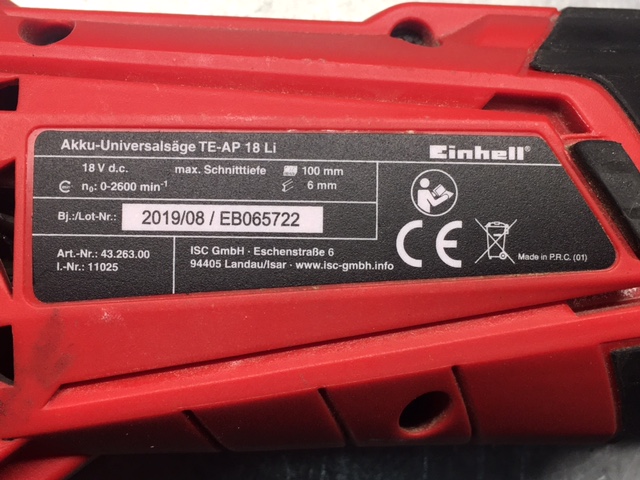 Akku-Universalsäge TE-AP 18 Li
Einhell®
18 V d.c. max. Schnitttiefe 100 mm
n₀: 0-2600 min⁻¹ 6 mm
Bj.:/Lot-Nr.: 2019/08 / EB065722
Art.-Nr.: 43.263.00
I.-Nr.: 11025
ISC GmbH · Eschenstraße 6
94405 Landau/Isar · www.isc-gmbh.info
CE
Made in P.R.C. (01)